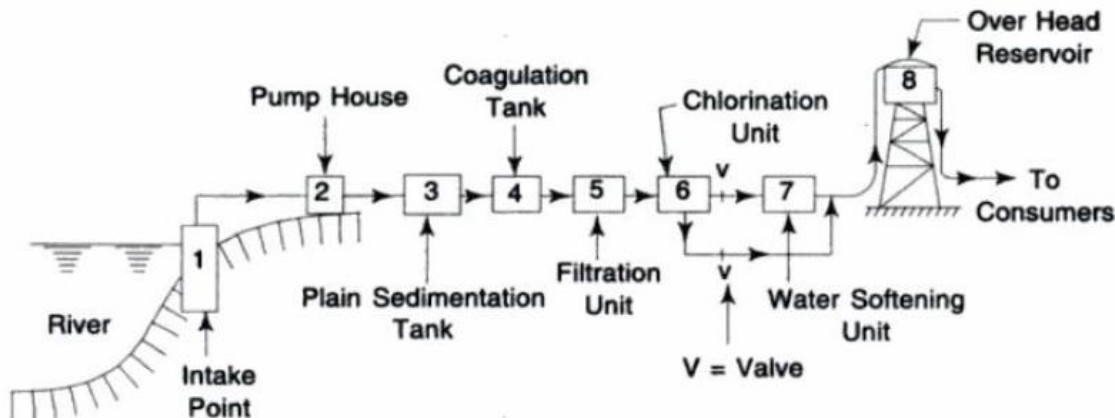 Over Head
Reservoir
8
Coagulation
Tank
Pump House
Chlorination
Unit
V
1
2
3
4
5
6
7
To
Consumers
V
River
Plain Sedimentation
Tank
Filtration
Unit
Water Softening
Unit
Intake
Point
V = Valve